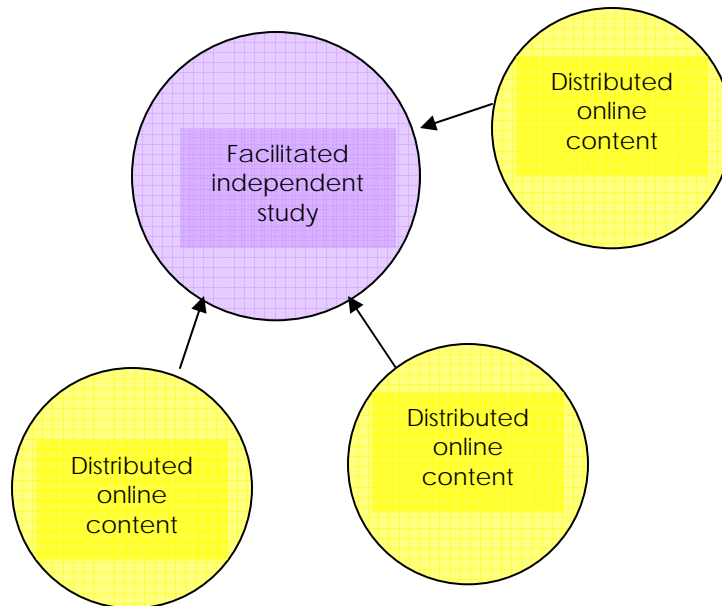 Distributed
online
content
Facilitated
independent
study
Distributed
online
content
Distributed
online
content